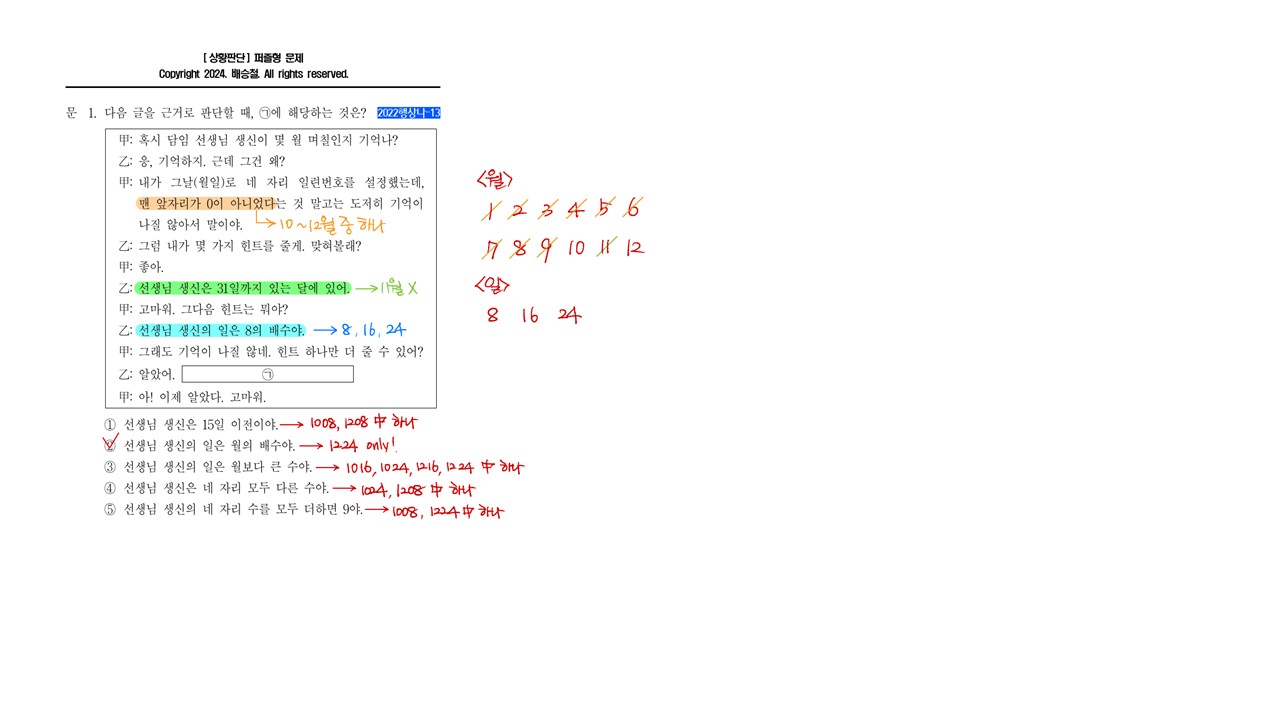 [상황판단] 퍼즐형 문제
Copyright 2024. 배승철. All rights reserved.
문 1. 다음 글을 근거로 판단할 때, ㉠에 해당하는 것은? 2022행상나-13
甲: 혹시 담임 선생님 생신이 몇 월 며칠인지 기억나?
乙: 응, 기억하지. 근데 그건 왜?
甲: 내가 그날(월일)로 네 자리 일련번호를 설정했는데,
맨 앞자리가 0이 아니었다는 것 말고는 도저히 기억이
나질 않아서 말이야. → 10~12월 중 하나
乙: 그럼 내가 몇 가지 힌트를 줄게. 맞혀볼래?
甲: 좋아.
乙: 선생님 생신은 31일까지 있는 달에 있어. → 11월 X
甲: 고마워. 그다음 힌트는 뭐야?
乙: 선생님 생신의 일은 8의 배수야. → 8, 16, 24
甲: 그래도 기억이 나질 않네. 힌트 하나만 더 줄 수 있어?
乙: 알았어. ㉠
甲: 아! 이제 알았다. 고마워.
① 선생님 생신은 15일 이전이야. → 1008, 1208 中 하나
② 선생님 생신의 일은 월의 배수야. → 1224 only!
③ 선생님 생신의 일은 월보다 큰 수야. → 1016, 1024, 1216, 1224 中 하나
④ 선생님 생신은 네 자리 모두 다른 수야. → 1024, 1208 中 하나
⑤ 선생님 생신의 네 자리 수를 모두 더하면 9야. → 1008, 1224 中 하나
<월>
1 2 3 4 5 6
7 8 9 10 11 12
<일>
8 16 24